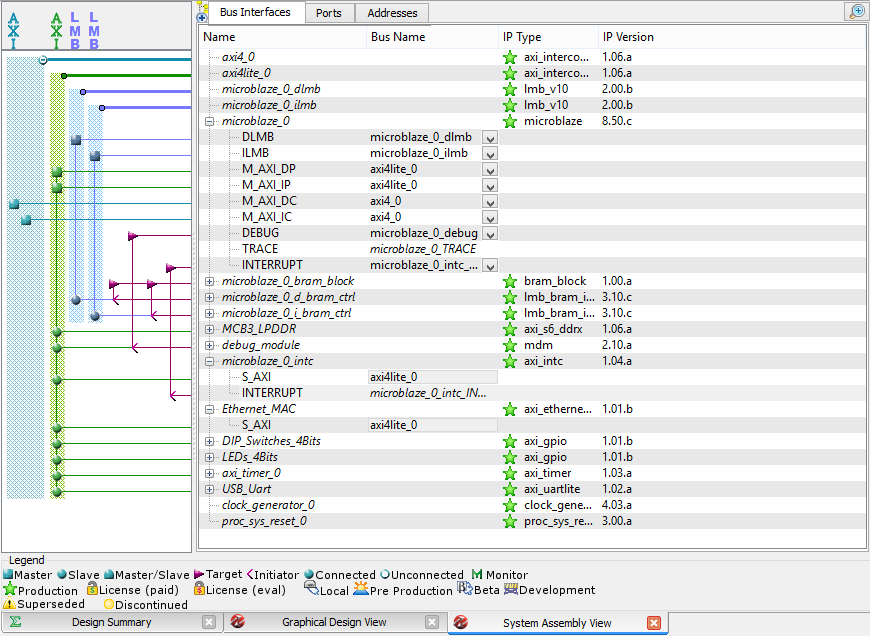 Bus Interfaces Ports Addresses
A A L L
X X M M
I I B B
Name Bus Name IP Type IP Version
axi4_0 axi_interco... 1.06.a
axi4lite_0 axi_interco... 1.06.a
microblaze_0_dlmb lmb_v10 2.00.b
microblaze_0_ilmb lmb_v10 2.00.b
microblaze_0 microblaze 8.50.c
DLMB microblaze_0_dlmb
ILMB microblaze_0_ilmb
M_AXI_DP axi4lite_0
M_AXI_IP axi4lite_0
M_AXI_DC axi4_0
M_AXI_IC axi4_0
DEBUG microblaze_0_debug
TRACE microblaze_0_TRACE
INTERRUPT microblaze_0_intc_...
microblaze_0_bram_block bram_block 1.00.a
microblaze_0_d_bram_ctrl lmb_bram_i... 3.10.c
microblaze_0_i_bram_ctrl lmb_bram_i... 3.10.c
MCB3_LPDDR axi_s6_ddrx 1.06.a
debug_module mdm 2.10.a
microblaze_0_intc axi_intc 1.04.a
S_AXI axi4lite_0
INTERRUPT microblaze_0_intc_IN...
Ethernet_MAC axi_etherne... 1.01.b
S_AXI axi4lite_0
DIP_Switches_4Bits axi_gpio 1.01.b
LEDs_4Bits axi_gpio 1.01.b
axi_timer_0 axi_timer 1.03.a
USB_Uart axi_uartlite 1.02.a
clock_generator_0 clock_gene... 4.03.a
proc_sys_reset_0 proc_sys_re... 3.00.a
Legend
Master Slave Master/Slave Target Initiator Connected Unconnected M Monitor
Production License (paid) License (eval) Local Pre Production Beta Development
Superseded Discontinued
Design Summary Graphical Design View System Assembly View